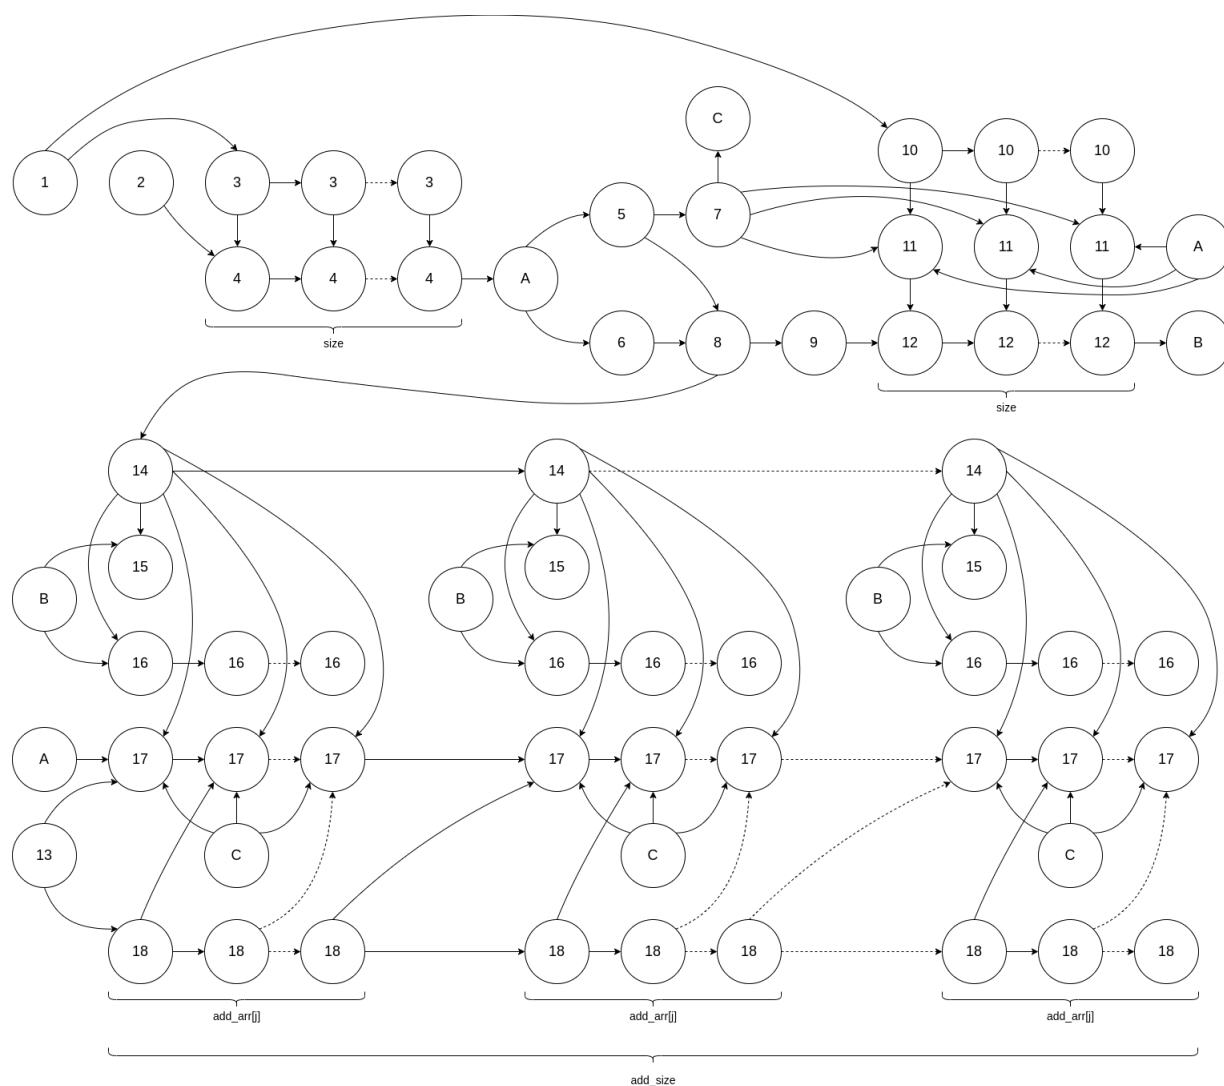 C
10 10 10
1 2 3 3 3
5 7
11 11 11 A
4 4 4 A
size
6 8 9 12 12 12 B
size
14 14 14
15 15 15
B B B
16 16 16 16 16 16 16 16 16
A 17 17 17 17 17 17 17 17 17
13 C C C
18 18 18 18 18 18 18 18 18
add_arr[j] add_arr[j] add_arr[j]
add_size